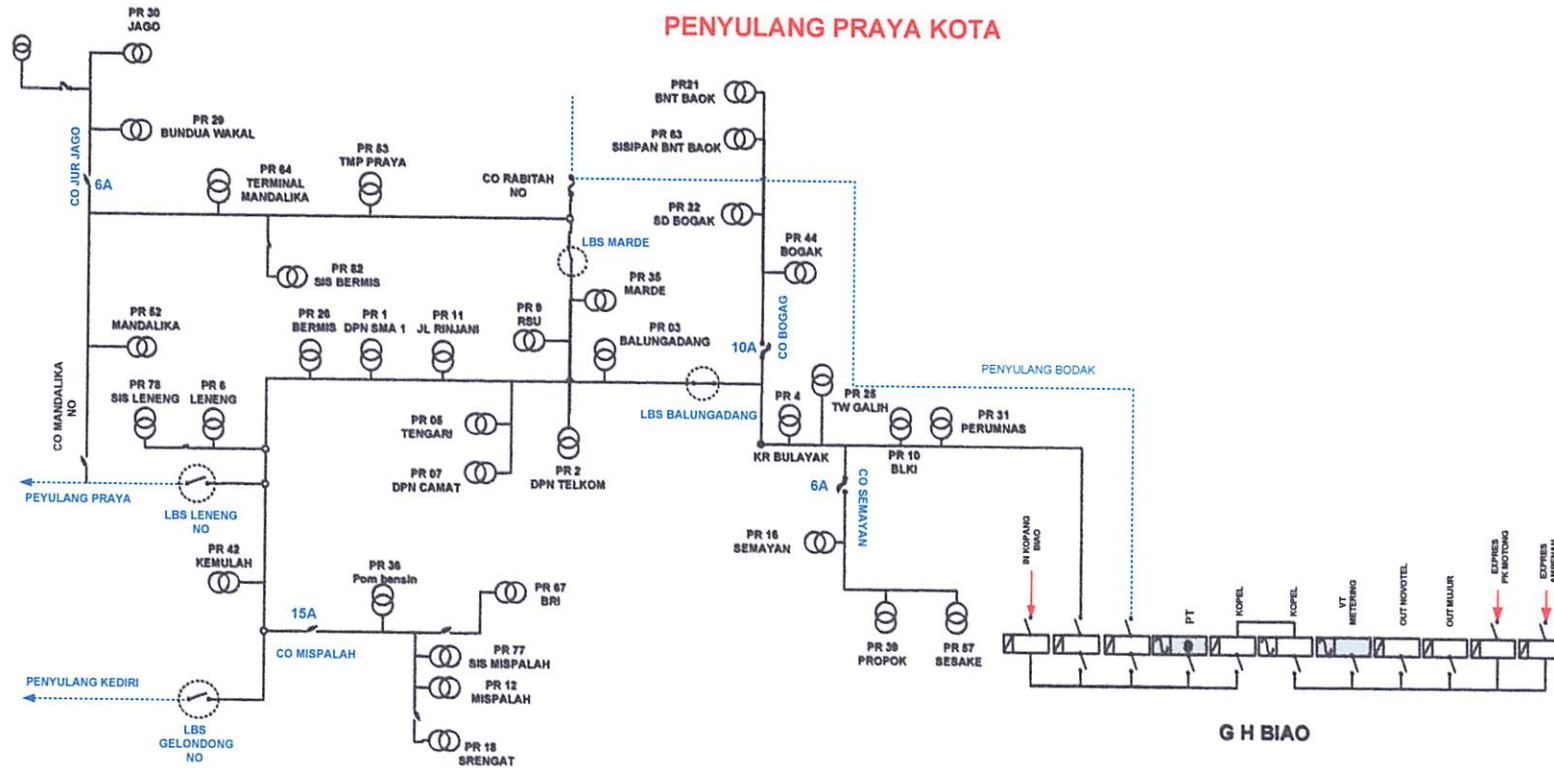 PENYULANG PRAYA KOTA
PR 30
JAGO
PR 29
BUNDUA WAKAL
CO JUR JAGO
6A
PR 64
TERMINAL
MANDALIKA
PR 53
TMP PRAYA
CO RABITAH
NO
LBS MARDE
PR 82
SIS BERMIS
PR21
BNT BAOK
PR 63
SISIPAN BNT BAOK
PR 22
SD BOGAK
PR 44
BOGAK
CO BOGAG
10A
PR 52
MANDALIKA
CO MANDALIKA
NO
PR 26
BERMIS
PR 1
DPN SMA 1
PR 11
JL RINJANI
PR 9
RSU
PR 35
MARDE
PR 03
BALUNGADANG
LBS BALUNGADANG
PENYULANG BODAK
PR 78
SIS LENENG
PR 6
LENENG
PR 05
TENGARI
PR 07
DPN CAMAT
PR 2
DPN TELKOM
PR 4
KR BULAYAK
PR 25
TW GALIH
PR 10
BLKI
PR 31
PERUMNAS
PEYULANG PRAYA
LBS LENENG
NO
6A
CO SEMAYAN
PR 16
SEMAYAN
PR 39
PROPOK
PR 57
SESAKE
PR 42
KEMULAH
PR 36
Pom bensin
PR 67
BRI
15A
CO MISPALAH
PR 77
SIS MISPALAH
PR 12
MISPALAH
PR 18
SRENGAT
PENYULANG KEDIRI
LBS
GELONDONG
NO
IN KOPANG
BIAO
PT
KOPEL
KOPEL
VT
METERING
OUT NOVOTEL
OUT MUJUR
EXPRES
PK MOTONG
EXPRES
AMPENAN
G H BIAO